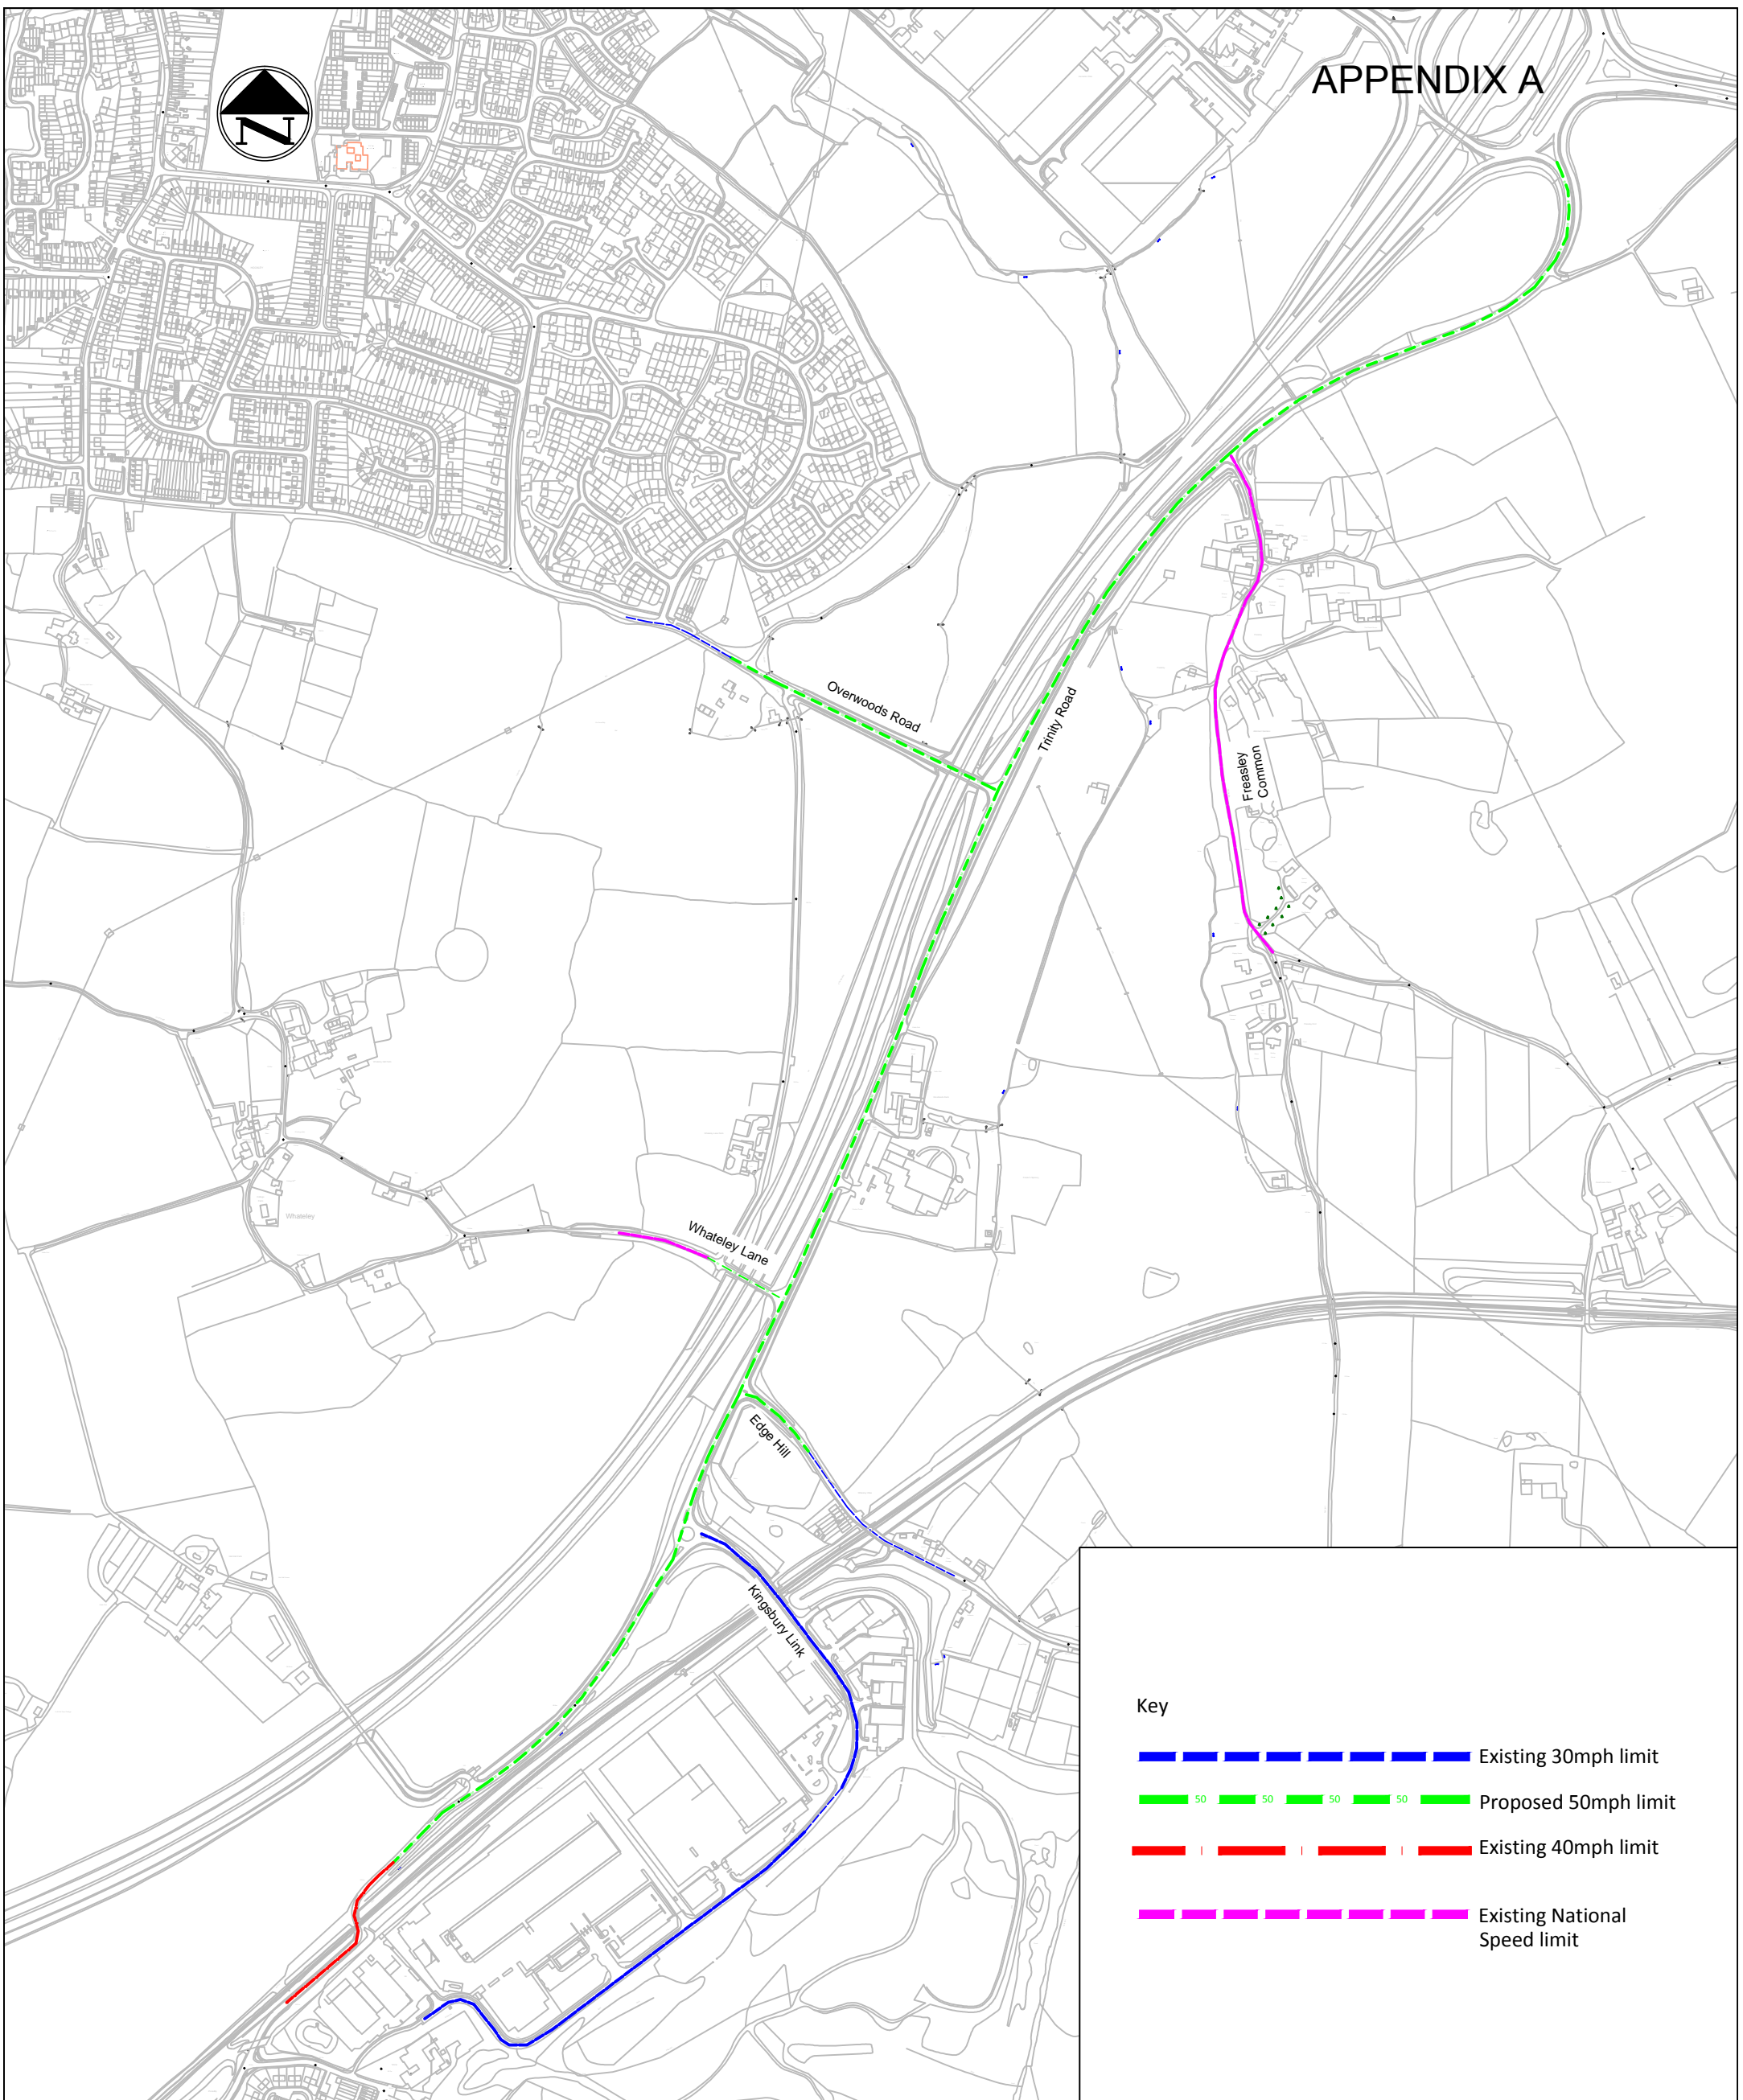 APPENDIX A
N
Overwoods Road
Trinity Road
Freasley
Common
Whateley
Whateley Lane
Edge Hill
Kingsbury Link
Key
Existing 30mph limit
50 50 50 50 Proposed 50mph limit
Existing 40mph limit
Existing National
Speed limit